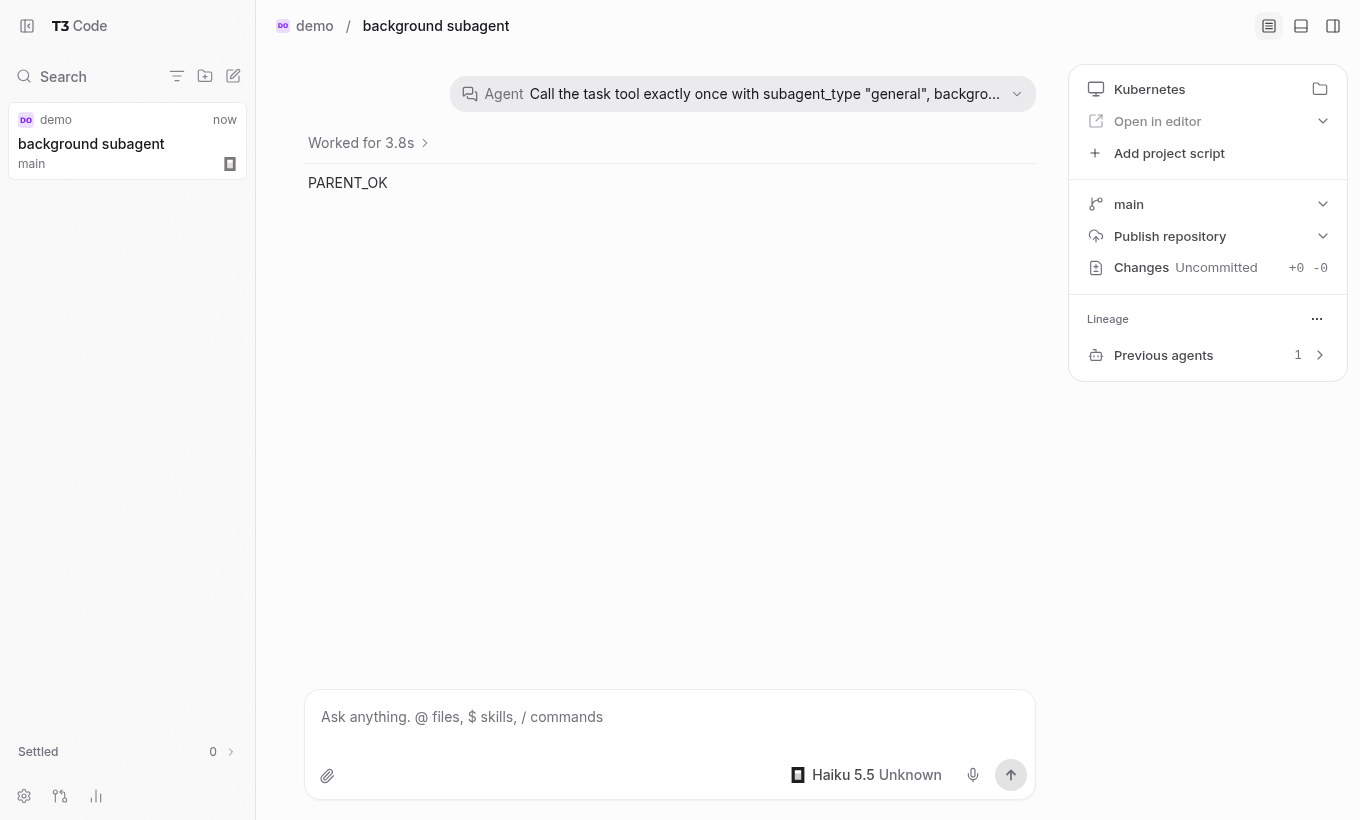 T3 Code
Search
DO demo now
background subagent
main
Settled 0
DO demo / background subagent
Agent Call the task tool exactly once with subagent_type "general", backgro...
Worked for 3.8s
PARENT_OK
Ask anything. @ files, $ skills, / commands
Haiku 5.5 Unknown
Kubernetes
Open in editor
Add project script
main
Publish repository
Changes Uncommitted +0 -0
Lineage
Previous agents 1